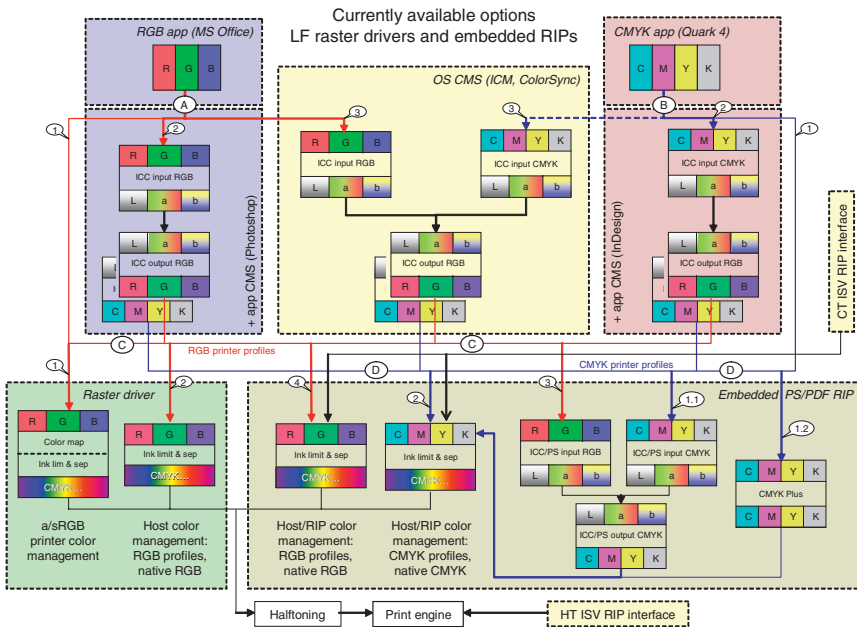 Currently available options
LF raster drivers and embedded RIPs
RGB app (MS Office)
R G B
A
CMYK app (Quark 4)
C M Y K
B
OS CMS (ICM, ColorSync)
1
2
3
3
2
1
R G B
ICC input RGB
L a b
L a b
ICC output RGB
R G B
C M Y K
+ app CMS (Photoshop)
R G B
ICC input RGB
L a b
C M Y K
ICC input CMYK
L a b
L a b
ICC output RGB
R G B
C M Y K
C M Y K
ICC input CMYK
L a b
L a b
ICC output RGB
R G B
C M Y K
+ app CMS (InDesign)
CT ISV RIP interface
C
RGB printer profiles
C
D
CMYK printer profiles
D
Raster driver
1
2
R G B
Color map
Ink lim & sep
CMYK...
a/sRGB
printer color
management
R G B
Ink limit & sep
CMYK...
Host color
management:
RGB profiles,
native RGB
Embedded PS/PDF RIP
4
2
3
1.1
1.2
R G B
Ink limit & sep
CMYK...
Host/RIP color
management:
RGB profiles,
native RGB
C M Y K
Ink limit & sep
CMYK...
Host/RIP color
management:
CMYK profiles,
native CMYK
R G B
ICC/PS input RGB
L a b
C M Y K
ICC/PS input CMYK
L a b
L a b
ICC/PS output CMYK
C M Y K
C M Y K
CMYK Plus
C M Y K
Halftoning
Print engine
HT ISV RIP interface